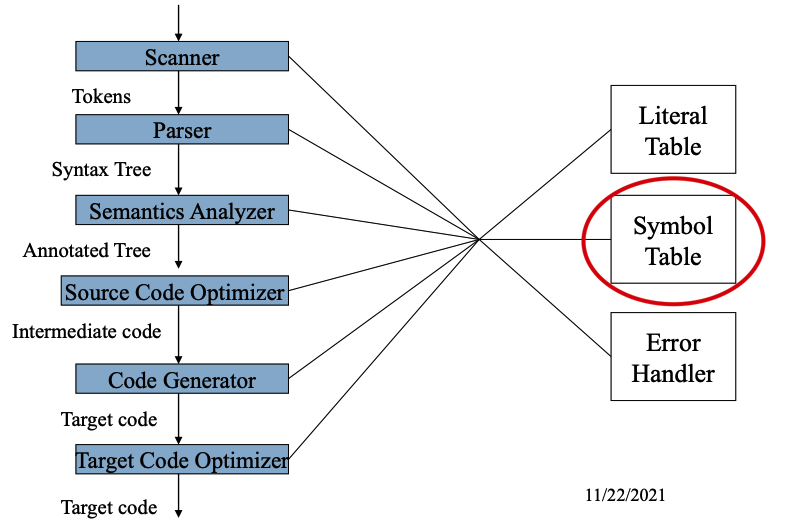 Scanner
Tokens
Parser
Syntax Tree
Semantics Analyzer
Annotated Tree
Source Code Optimizer
Intermediate code
Code Generator
Target code
Target Code Optimizer
Target code
Literal
Table
Symbol
Table
Error
Handler
11/22/2021